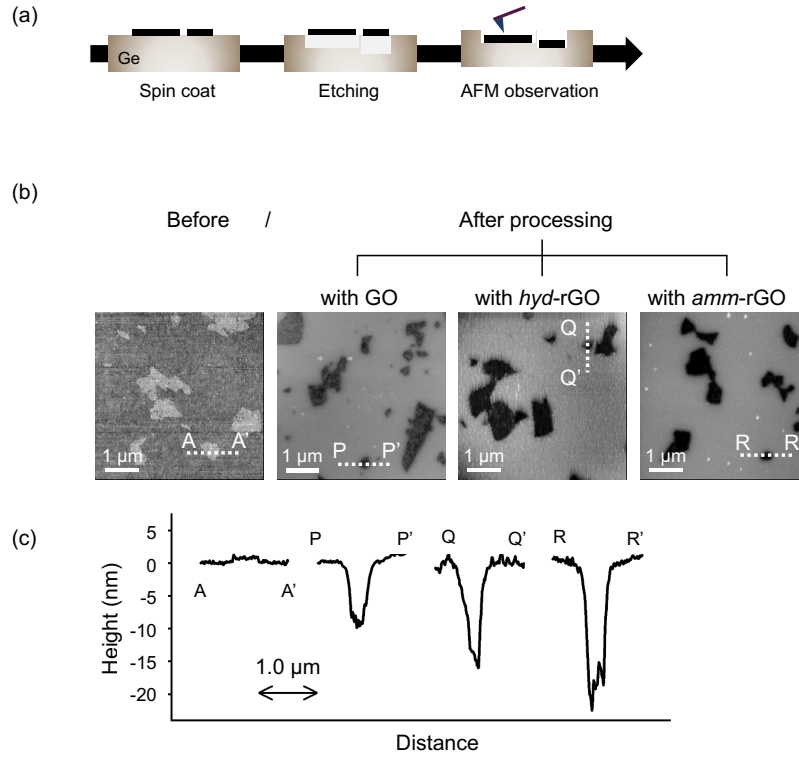 (a)
Ge
Spin coat
Etching
AFM observation
(b)
Before / After processing
with GO
with hyd-rGO
with amm-rGO
A A’
1 μm
P P’
1 μm
Q
Q’
1 μm
R R
1 μm
(c)
Height (nm)
5
0
-5
-10
-15
-20
A A’
P P’
Q Q’
R R’
1.0 μm
Distance